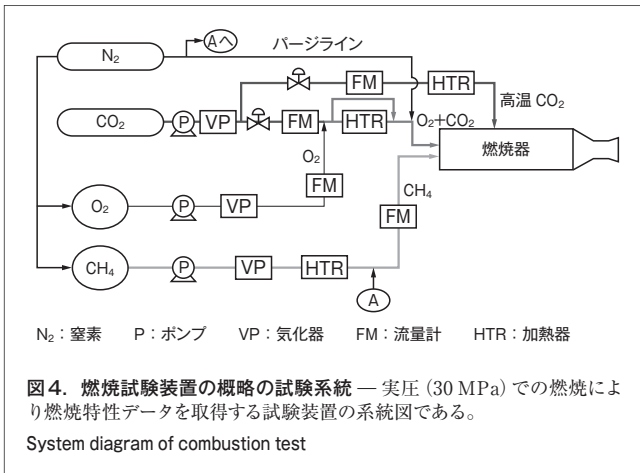 N₂
Aへ
パージライン
FM
HTR
高温 CO₂
CO₂
P
VP
FM
HTR
O₂+CO₂
燃焼器
O₂
FM
CH₄
FM
O₂
P
VP
CH₄
P
VP
HTR
A
N₂：窒素 P：ポンプ VP：気化器 FM：流量計 HTR：加熱器
図4. 燃焼試験装置の概略の試験系統 — 実圧（30 MPa）での燃焼によ
り燃焼特性データを取得する試験装置の系統図である。
System diagram of combustion test